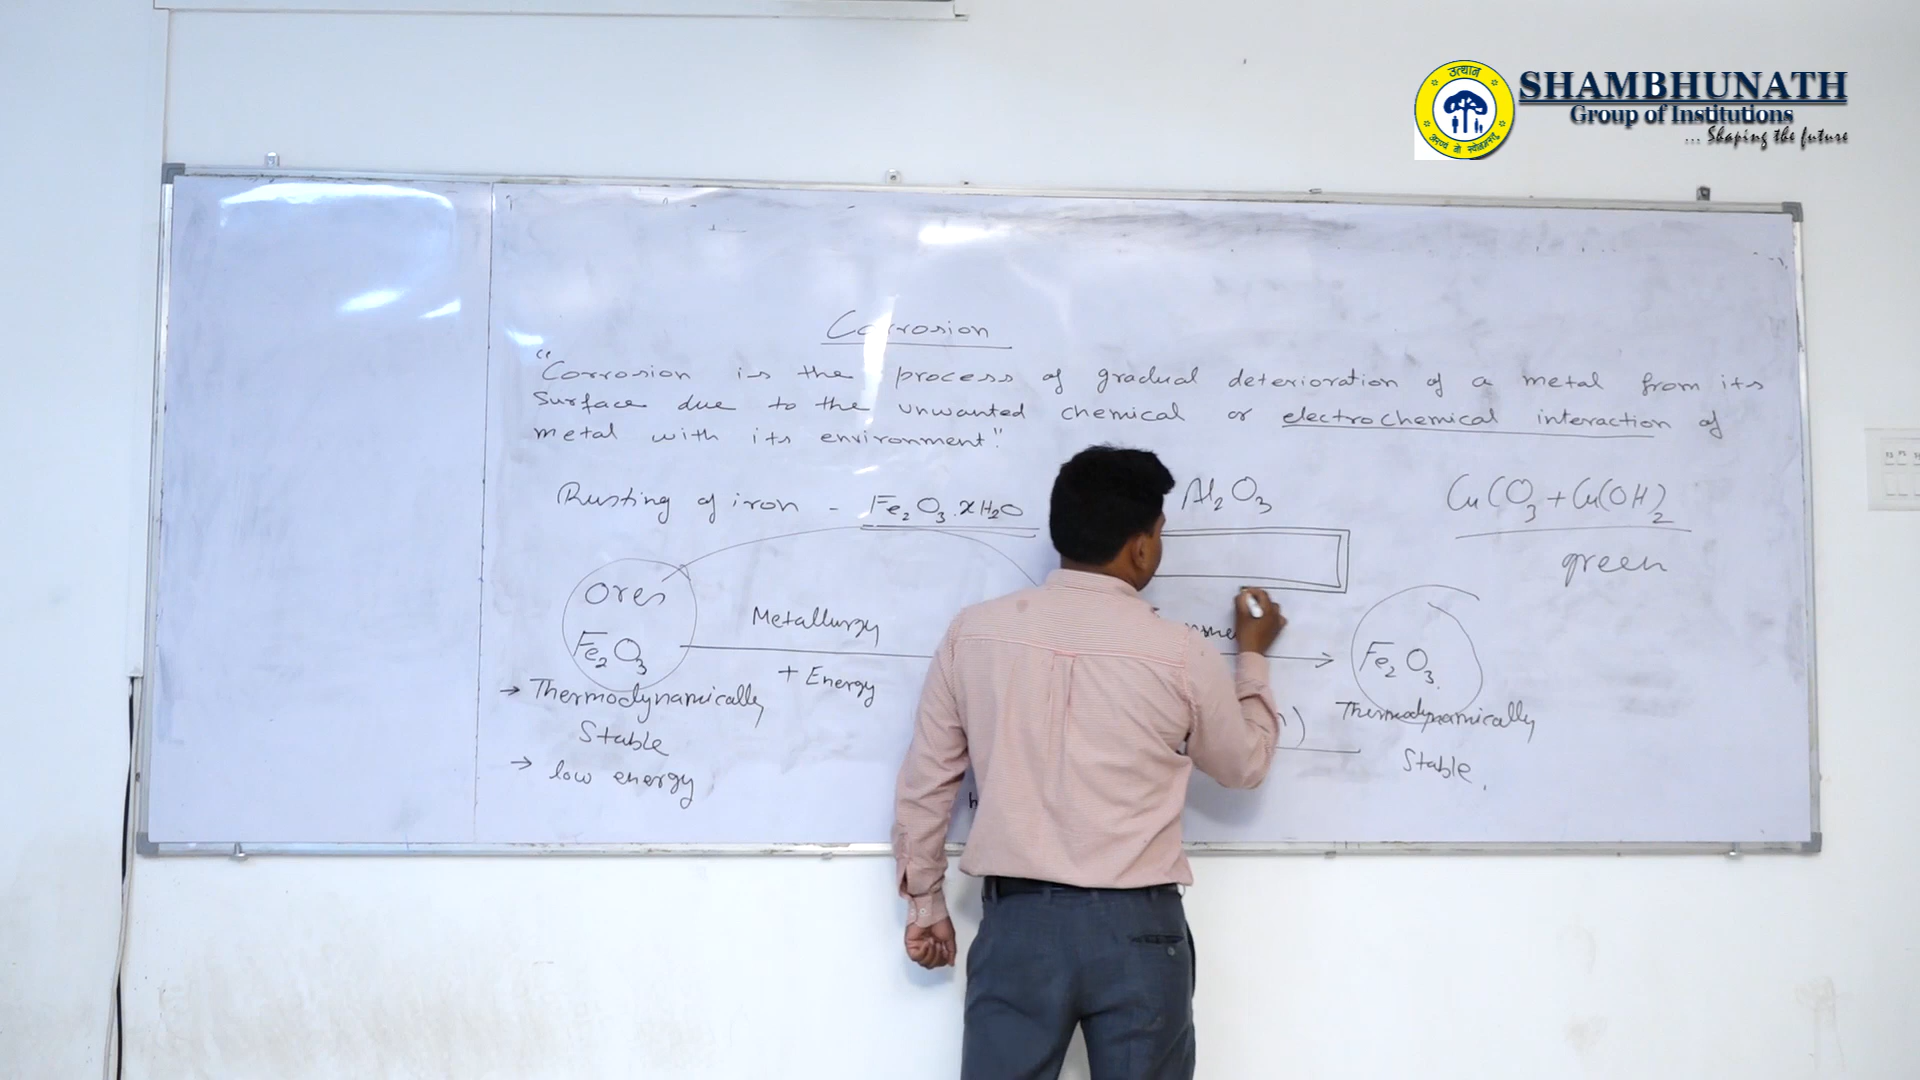 उत्थान
SHAMBHUNATH
Group of Institutions
... Shaping the future
Corrosion
"Corrosion is the process of gradual deterioration of a metal from its
Surface due to the unwanted chemical or electrochemical interaction of
metal with its environment."
Rusting of iron - Fe₂O₃.xH₂O
Al₂O₃
CuCO₃+Cu(OH)₂
green
Ores
Fe₂O₃
Metallurgy
+ Energy
Fe₂O₃.
→ Thermodynamically
Stable
→ low energy
Thermodynamically
Stable,